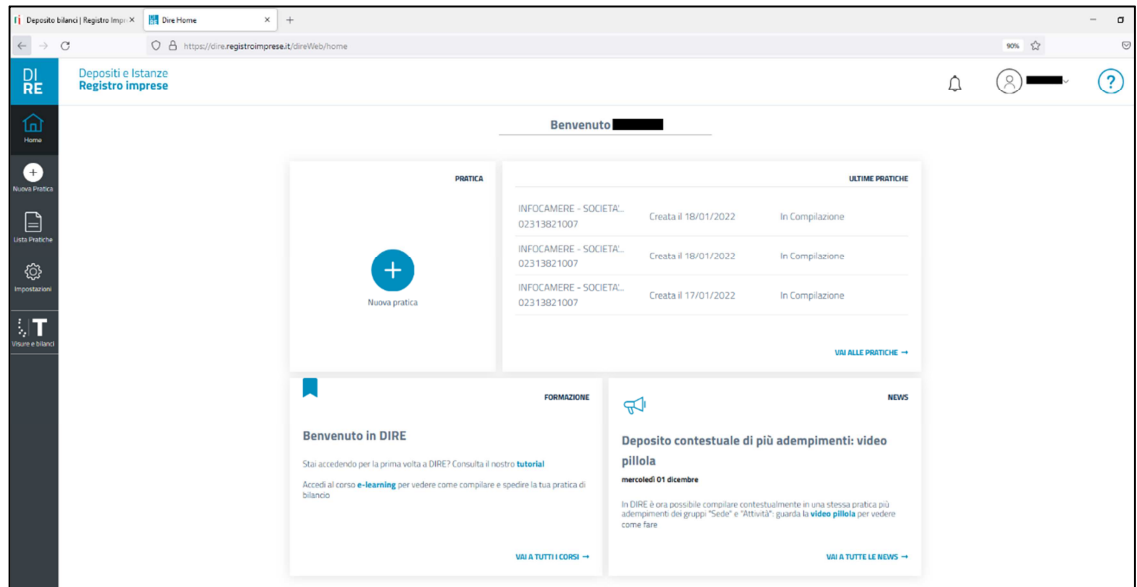 Deposito bilanci | Registro Impr
Dire Home
https://dire.registroimprese.it/direWeb/home
90%
DI
RE
Depositi e Istanze
Registro imprese
?
Home
Nuova Pratica
Lista Pratiche
Impostazioni
T
Visure e bilanci
Benvenuto
PRATICA
Nuova pratica
ULTIME PRATICHE
INFOCAMERE - SOCIETA'... Creata il 18/01/2022 In Compilazione
02313821007
INFOCAMERE - SOCIETA'... Creata il 18/01/2022 In Compilazione
02313821007
INFOCAMERE - SOCIETA'... Creata il 17/01/2022 In Compilazione
02313821007
VAI ALLE PRATICHE →
FORMAZIONE
Benvenuto in DIRE
Stai accedendo per la prima volta a DIRE? Consulta il nostro tutorial
Accedi al corso e-learning per vedere come compilare e spedire la tua pratica di
bilancio
VAI A TUTTI I CORSI →
NEWS
Deposito contestuale di più adempimenti: video
pillola
mercoledì 01 dicembre
In DIRE è ora possibile compilare contestualmente in una stessa pratica più
adempimenti dei gruppi "Sede" e "Attività": guarda la video pillola per vedere
come fare
VAI A TUTTE LE NEWS →